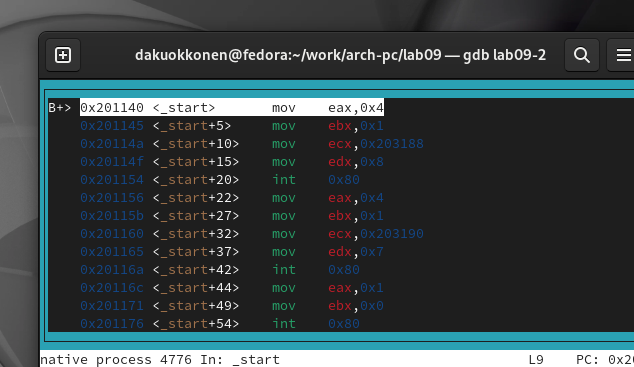 dakuokkonen@fedora:~/work/arch-pc/lab09 — gdb lab09-2
B+> 0x201140 <_start> mov eax,0x4
0x201145 <_start+5> mov ebx,0x1
0x20114a <_start+10> mov ecx,0x203188
0x20114f <_start+15> mov edx,0x8
0x201154 <_start+20> int 0x80
0x201156 <_start+22> mov eax,0x4
0x20115b <_start+27> mov ebx,0x1
0x201160 <_start+32> mov ecx,0x203190
0x201165 <_start+37> mov edx,0x7
0x20116a <_start+42> int 0x80
0x20116c <_start+44> mov eax,0x1
0x201171 <_start+49> mov ebx,0x0
0x201176 <_start+54> int 0x80
native process 4776 In: _start L9 PC: 0x20